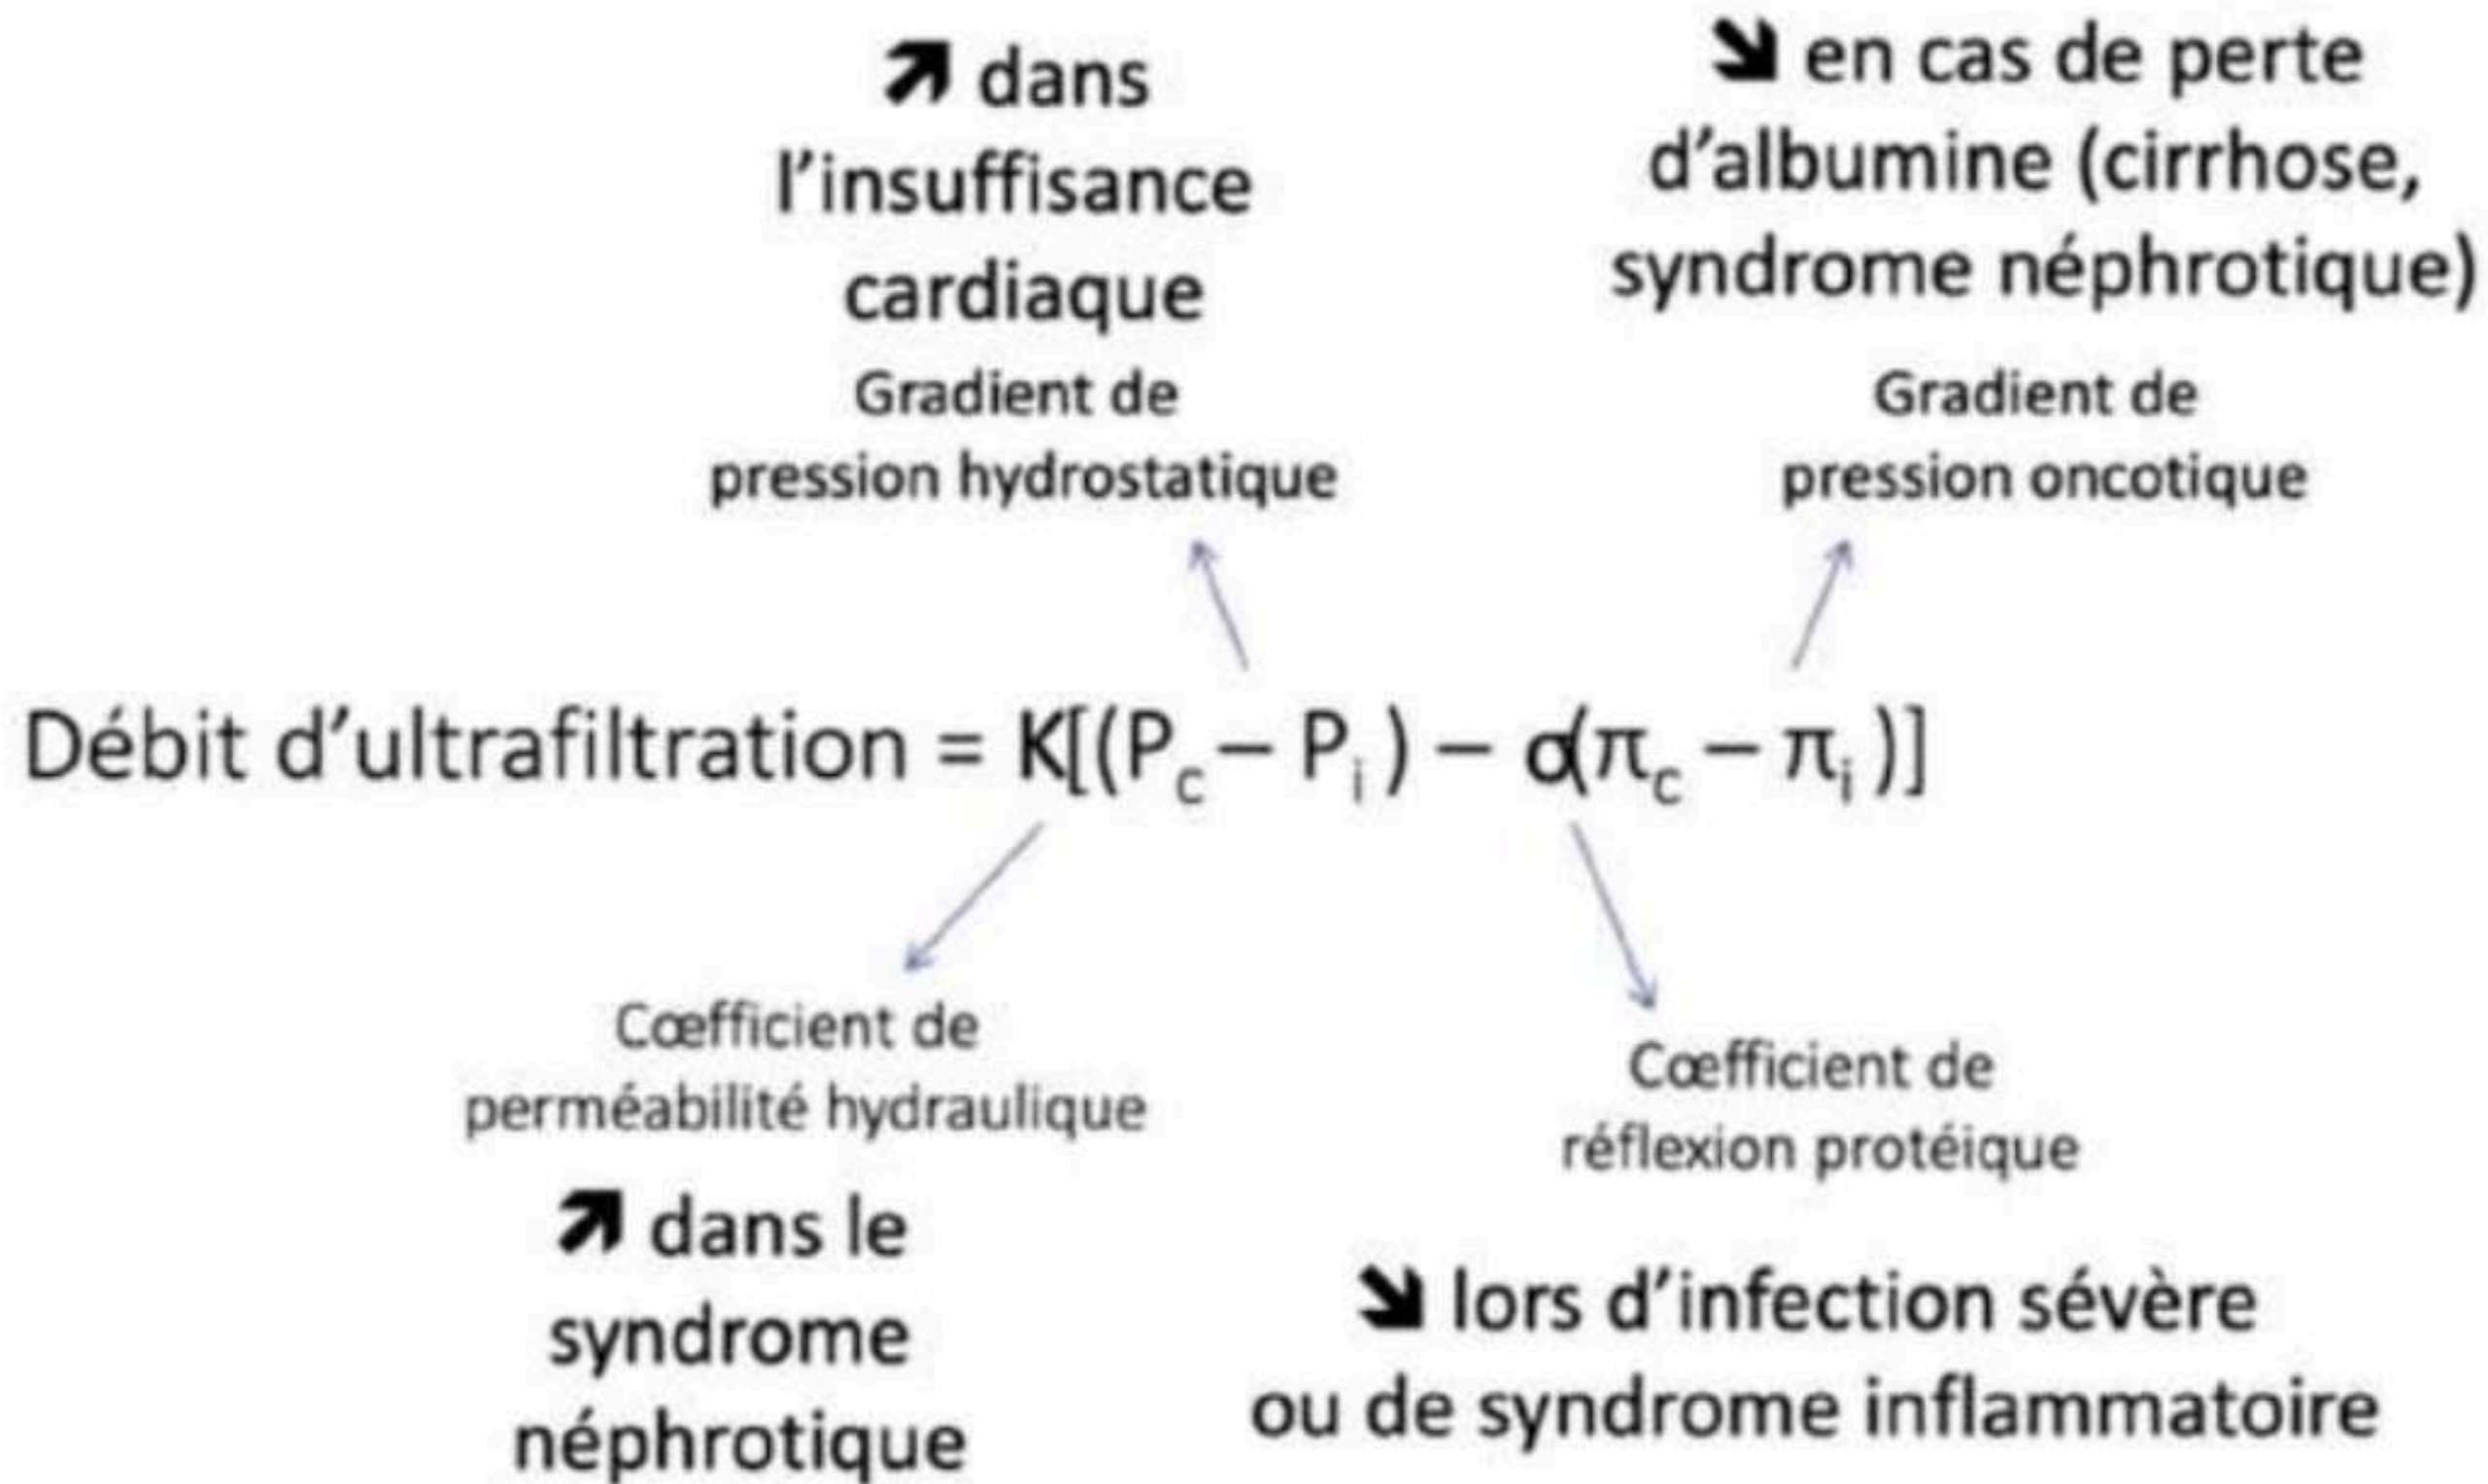 ↗ dans
l’insuffisance
cardiaque
Gradient de
pression hydrostatique
↘ en cas de perte
d’albumine (cirrhose,
syndrome néphrotique)
Gradient de
pression oncotique
Débit d’ultrafiltration = K[(Pc – Pi ) – σ(πc – πi )]
Cœfficient de
perméabilité hydraulique
↗ dans le
syndrome
néphrotique
Cœfficient de
réflexion protéique
↘ lors d’infection sévère
ou de syndrome inflammatoire